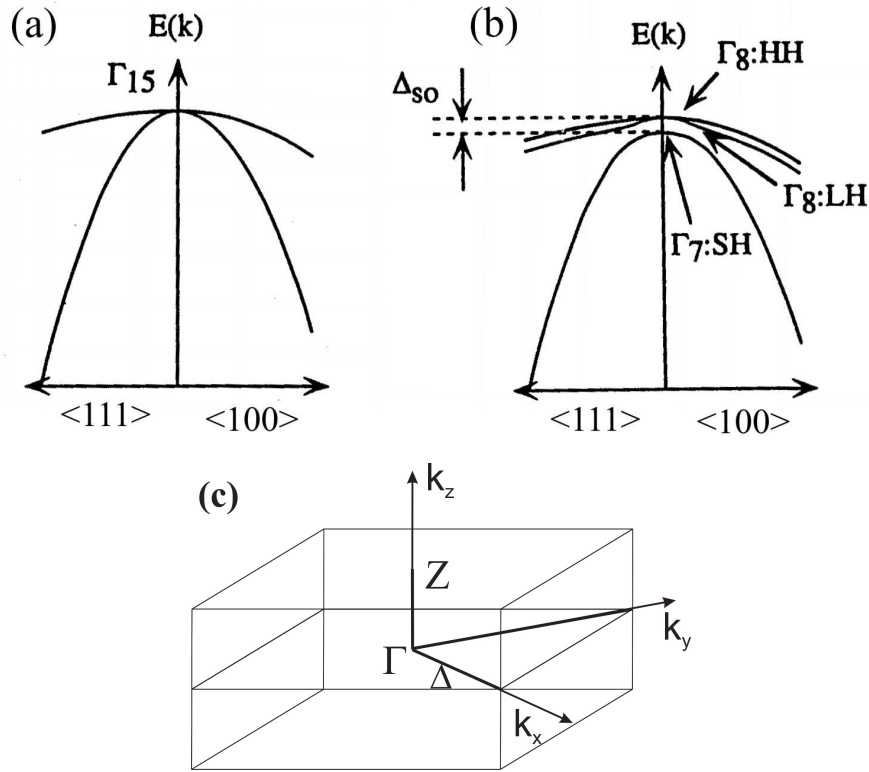 (a)
E(k)
Γ15
<111>
<100>
(b)
E(k)
Γ8:HH
Δso
Γ8:LH
Γ7:SH
<111>
<100>
(c)
kz
Z
ky
Γ
Δ
kx